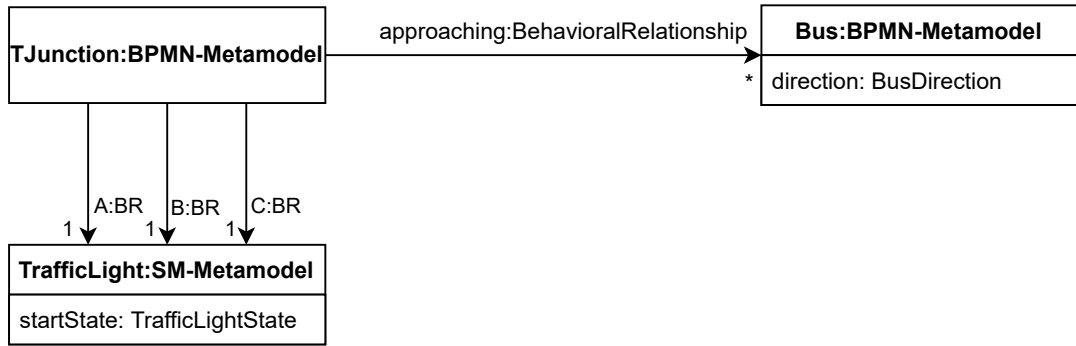 TJunction:BPMN-Metamodel
approaching:BehavioralRelationship
*
Bus:BPMN-Metamodel
direction: BusDirection
A:BR
B:BR
C:BR
1
1
1
TrafficLight:SM-Metamodel
startState: TrafficLightState